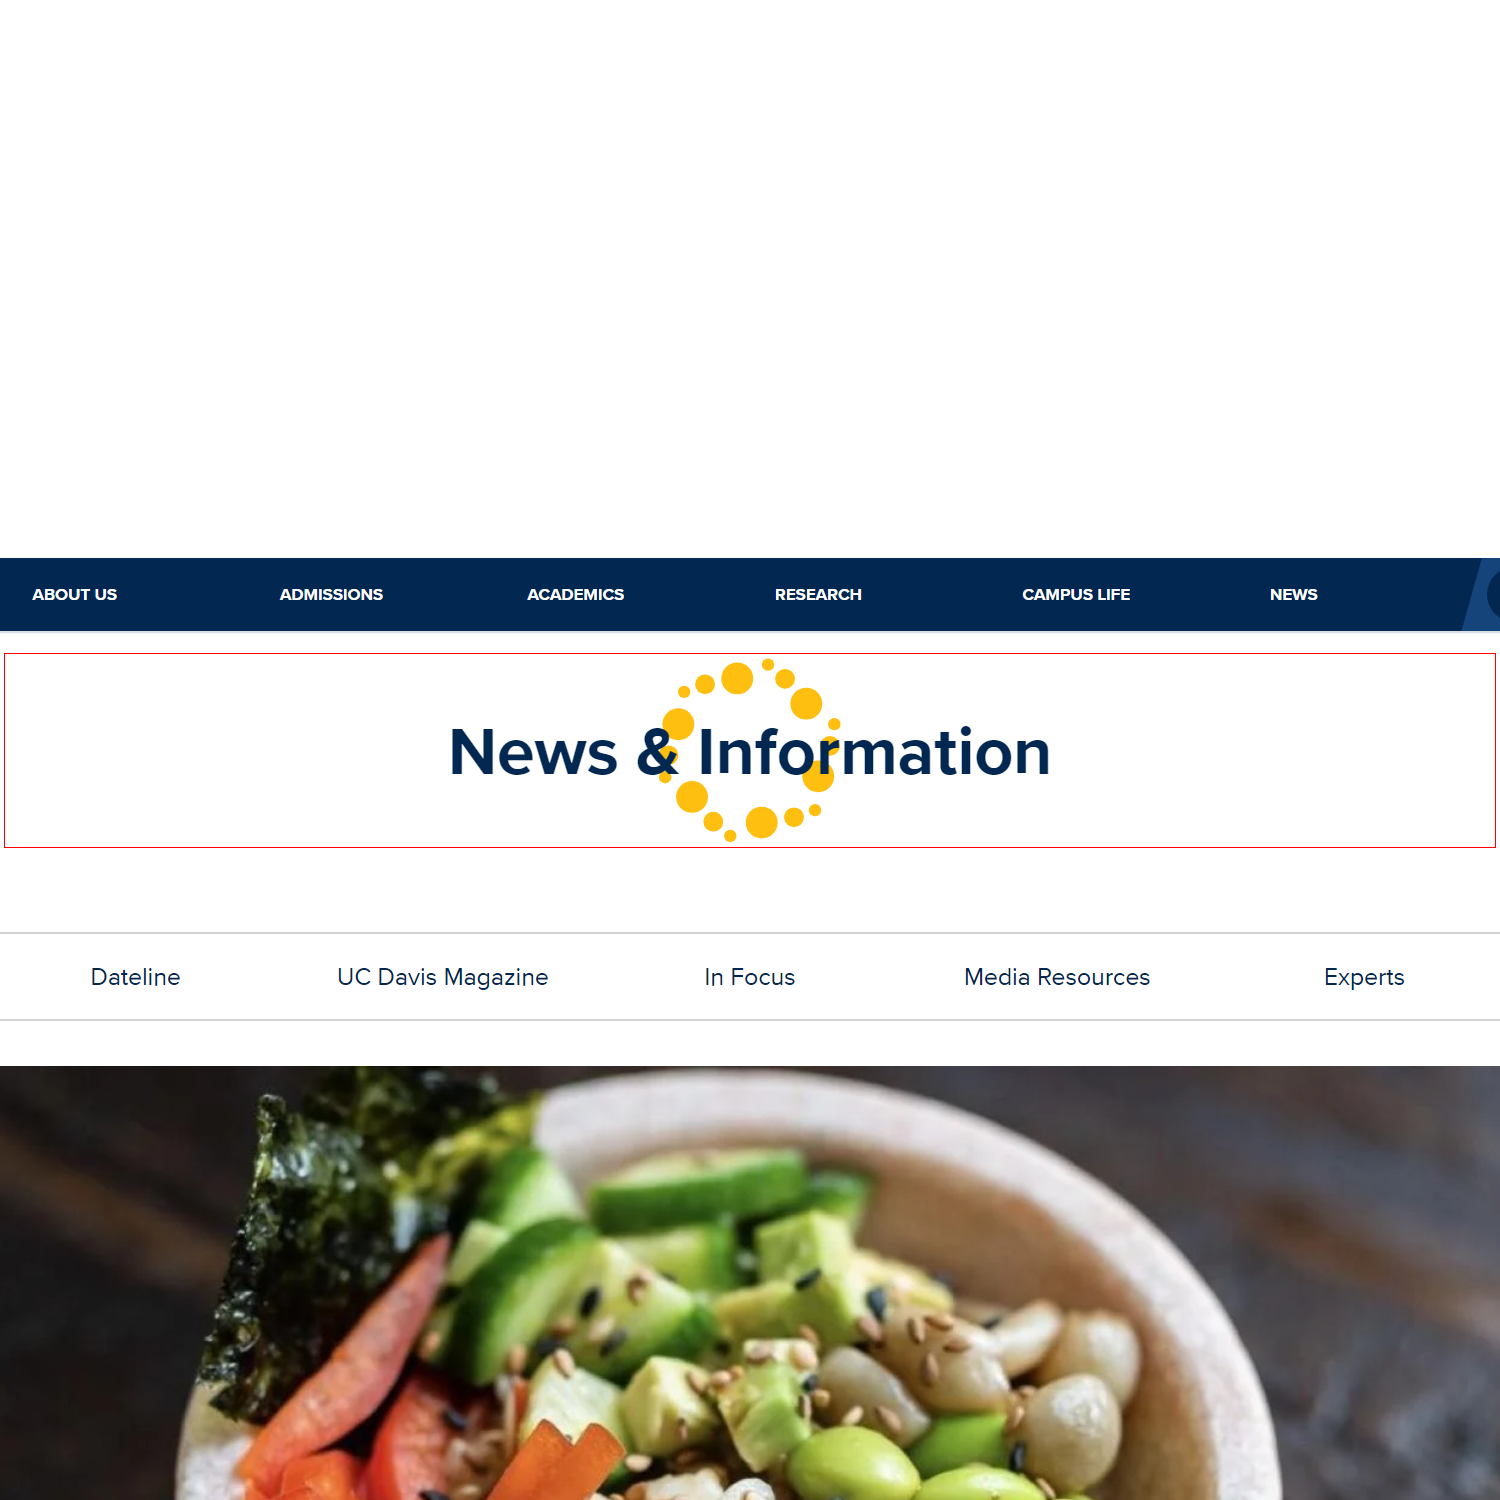 ABOUT US ADMISSIONS ACADEMICS RESEARCH CAMPUS LIFE NEWS
News & Information
Dateline UC Davis Magazine In Focus Media Resources Experts